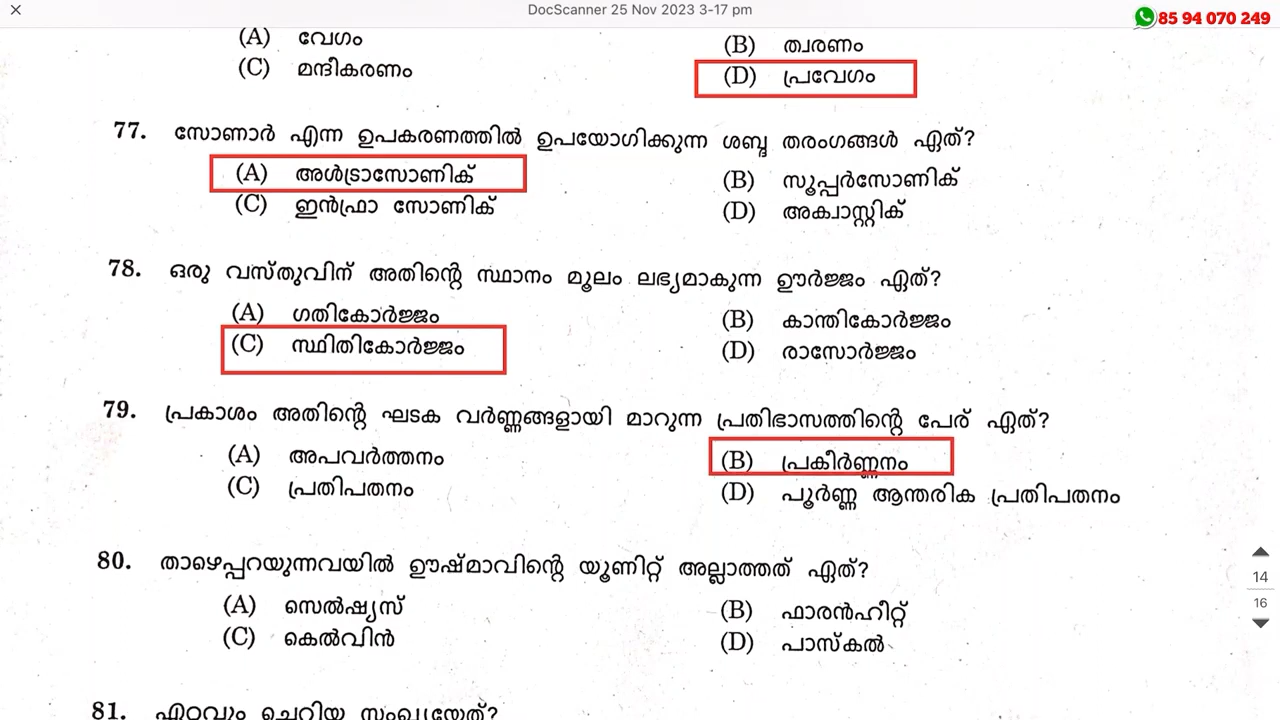 DocScanner 25 Nov 2023 3-17 pm
85 94 070 249
(A) വേഗം (B) ത്വരണം
(C) മന്ദീകരണം (D) പ്രവേഗം
77. സോണാർ എന്ന ഉപകരണത്തിൽ ഉപയോഗിക്കുന്ന ശബ്ദ തരംഗങ്ങൾ ഏത്?
(A) അൾട്രാസോണിക് (B) സൂപ്പർസോണിക്
(C) ഇൻഫ്രാ സോണിക് (D) അക്വാസ്റ്റിക്
78. ഒരു വസ്തുവിന് അതിന്റെ സ്ഥാനം മൂലം ലഭ്യമാകുന്ന ഊർജ്ജം ഏത്?
(A) ഗതികോർജ്ജം (B) കാന്തികോർജ്ജം
(C) സ്ഥിതികോർജ്ജം (D) രാസോർജ്ജം
79. പ്രകാശം അതിന്റെ ഘടക വർണ്ണങ്ങളായി മാറുന്ന പ്രതിഭാസത്തിന്റെ പേര് ഏത്?
(A) അപവർത്തനം (B) പ്രകീർണ്ണനം
(C) പ്രതിപതനം (D) പൂർണ്ണ ആന്തരിക പ്രതിപതനം
80. താഴെപ്പറയുന്നവയിൽ ഊഷ്മാവിന്റെ യൂണിറ്റ് അല്ലാത്തത് ഏത്?
(A) സെൽഷ്യസ് (B) ഫാരൻഹീറ്റ്
(C) കെൽവിൻ (D) പാസ്കൽ
14
16
81. ഏറ്റവും ചെറിയ സംഖ്യയേത്?